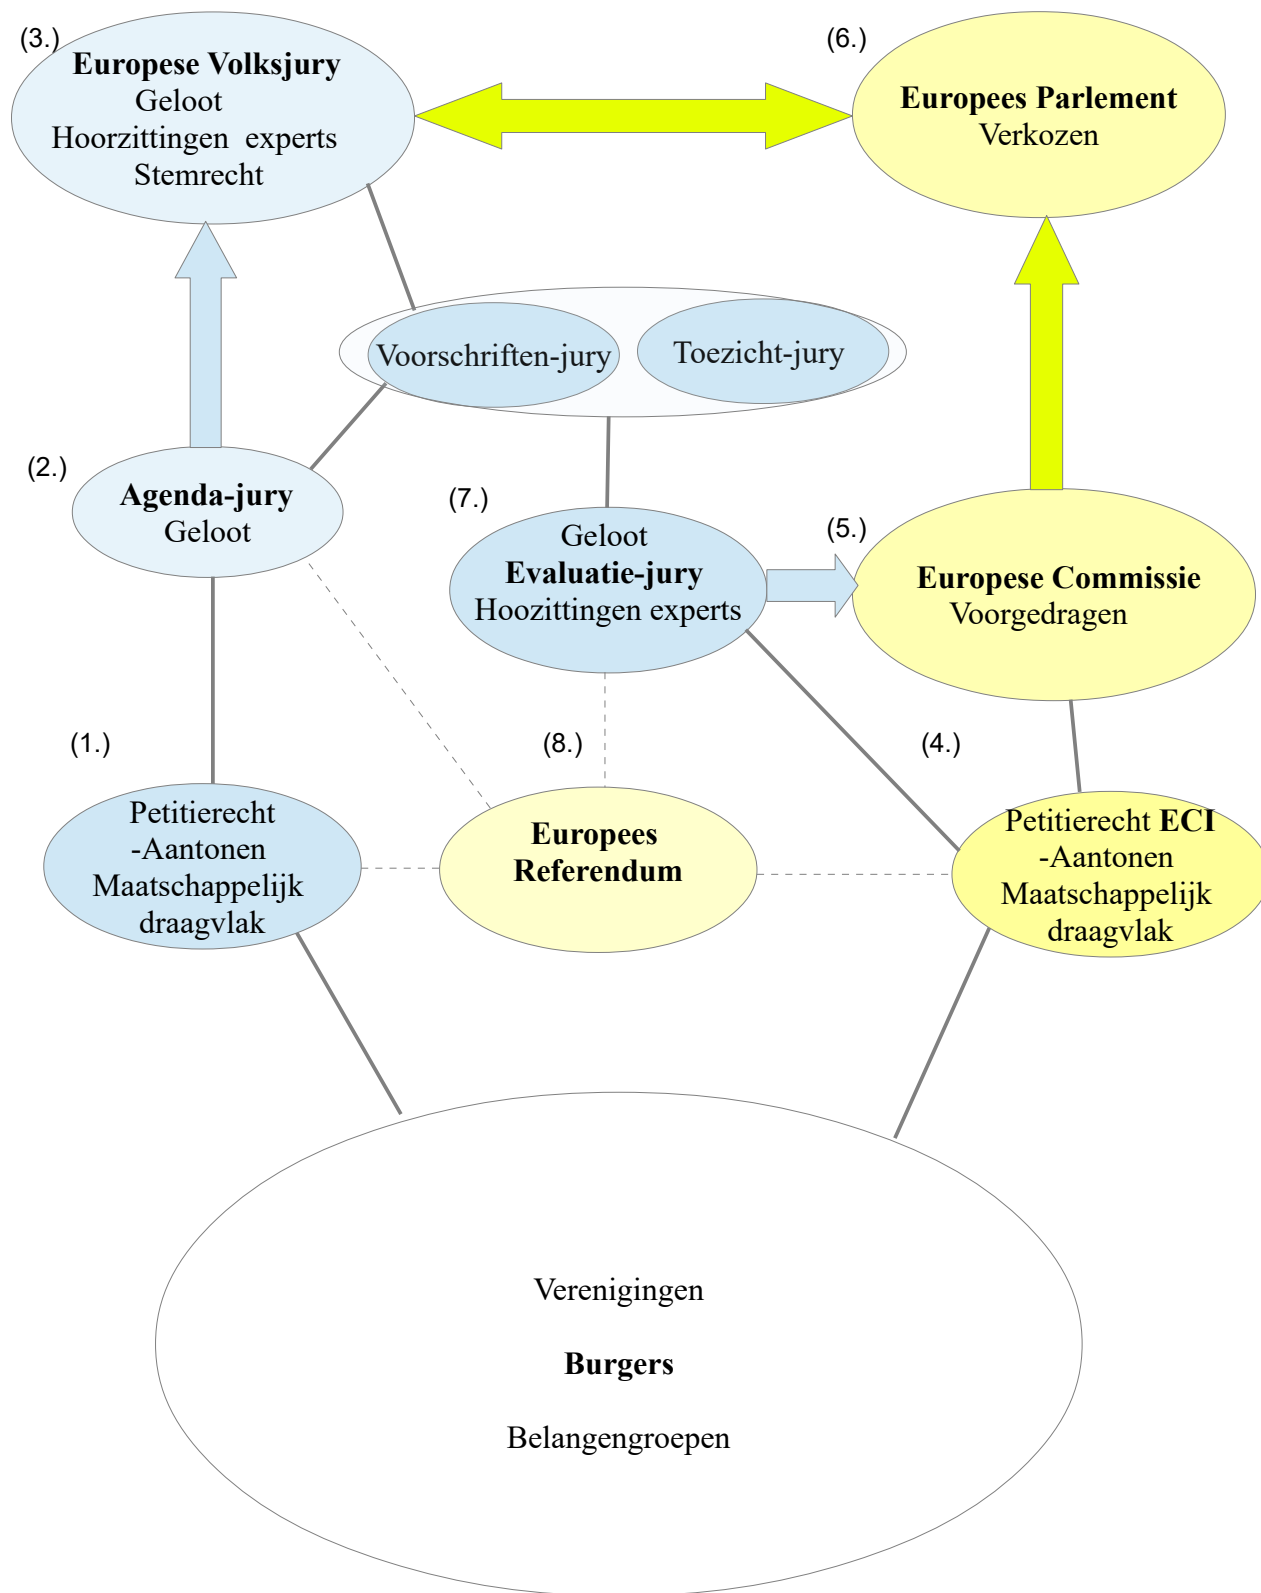 (3.)
Europese Volksjury
Geloot
Hoorzittingen experts
Stemrecht
(6.)
Europees Parlement
Verkozen
Voorschriften-jury
Toezicht-jury
(2.)
Agenda-jury
Geloot
(7.)
Geloot
Evaluatie-jury
Hoozittingen experts
(5.)
Europese Commissie
Voorgedragen
(1.)
Petitierecht
-Aantonen
Maatschappelijk
draagvlak
(8.)
Europees
Referendum
(4.)
Petitierecht ECI
-Aantonen
Maatschappelijk
draagvlak
Verenigingen
Burgers
Belangengroepen